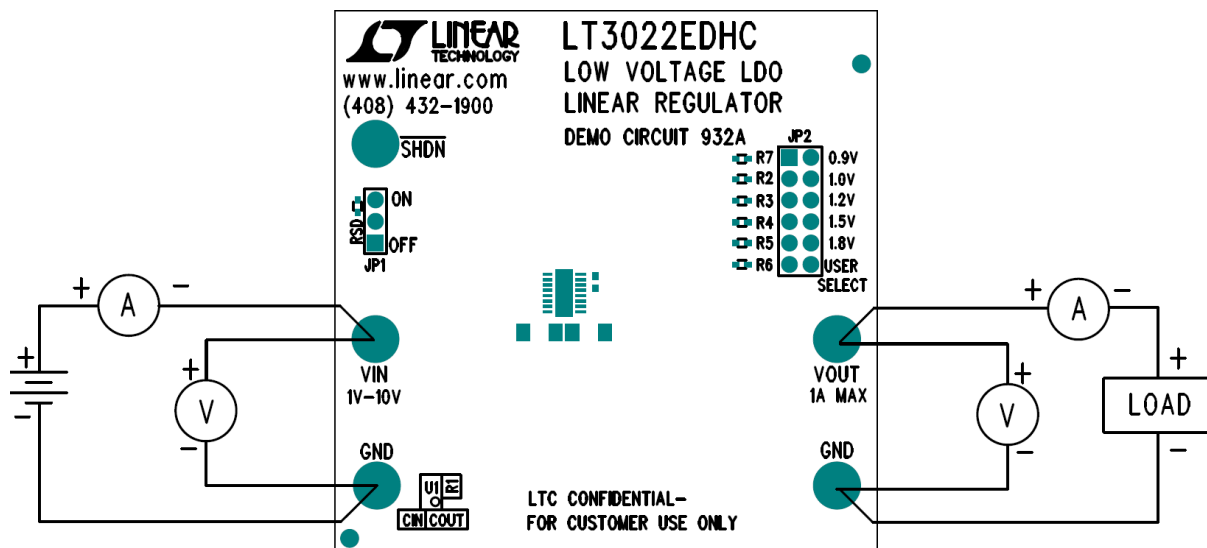 LINEAR
TECHNOLOGY
www.linear.com
(408) 432-1900
LT3022EDHC
LOW VOLTAGE LDO
LINEAR REGULATOR
DEMO CIRCUIT 932A
SHDN
ON
RSD
OFF
JP1
JP2
R7 0.9V
R2 1.0V
R3 1.2V
R4 1.5V
R5 1.8V
R6 USER
SELECT
+ A -
+
-
+
V
-
VIN
1V-10V
GND
U1 R1
CIN COUT
VOUT
1A MAX
GND
+ A -
+
V
-
+
LOAD
-
LTC CONFIDENTIAL-
FOR CUSTOMER USE ONLY